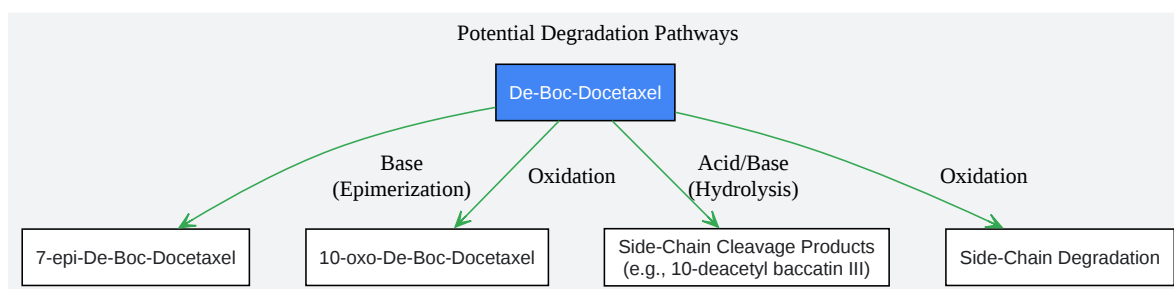 Potential Degradation Pathways
De-Boc-Docetaxel
Base
(Epimerization)
Oxidation
Acid/Base
(Hydrolysis)
Oxidation
7-epi-De-Boc-Docetaxel
10-oxo-De-Boc-Docetaxel
Side-Chain Cleavage Products
(e.g., 10-deacetyl baccatin III)
Side-Chain Degradation